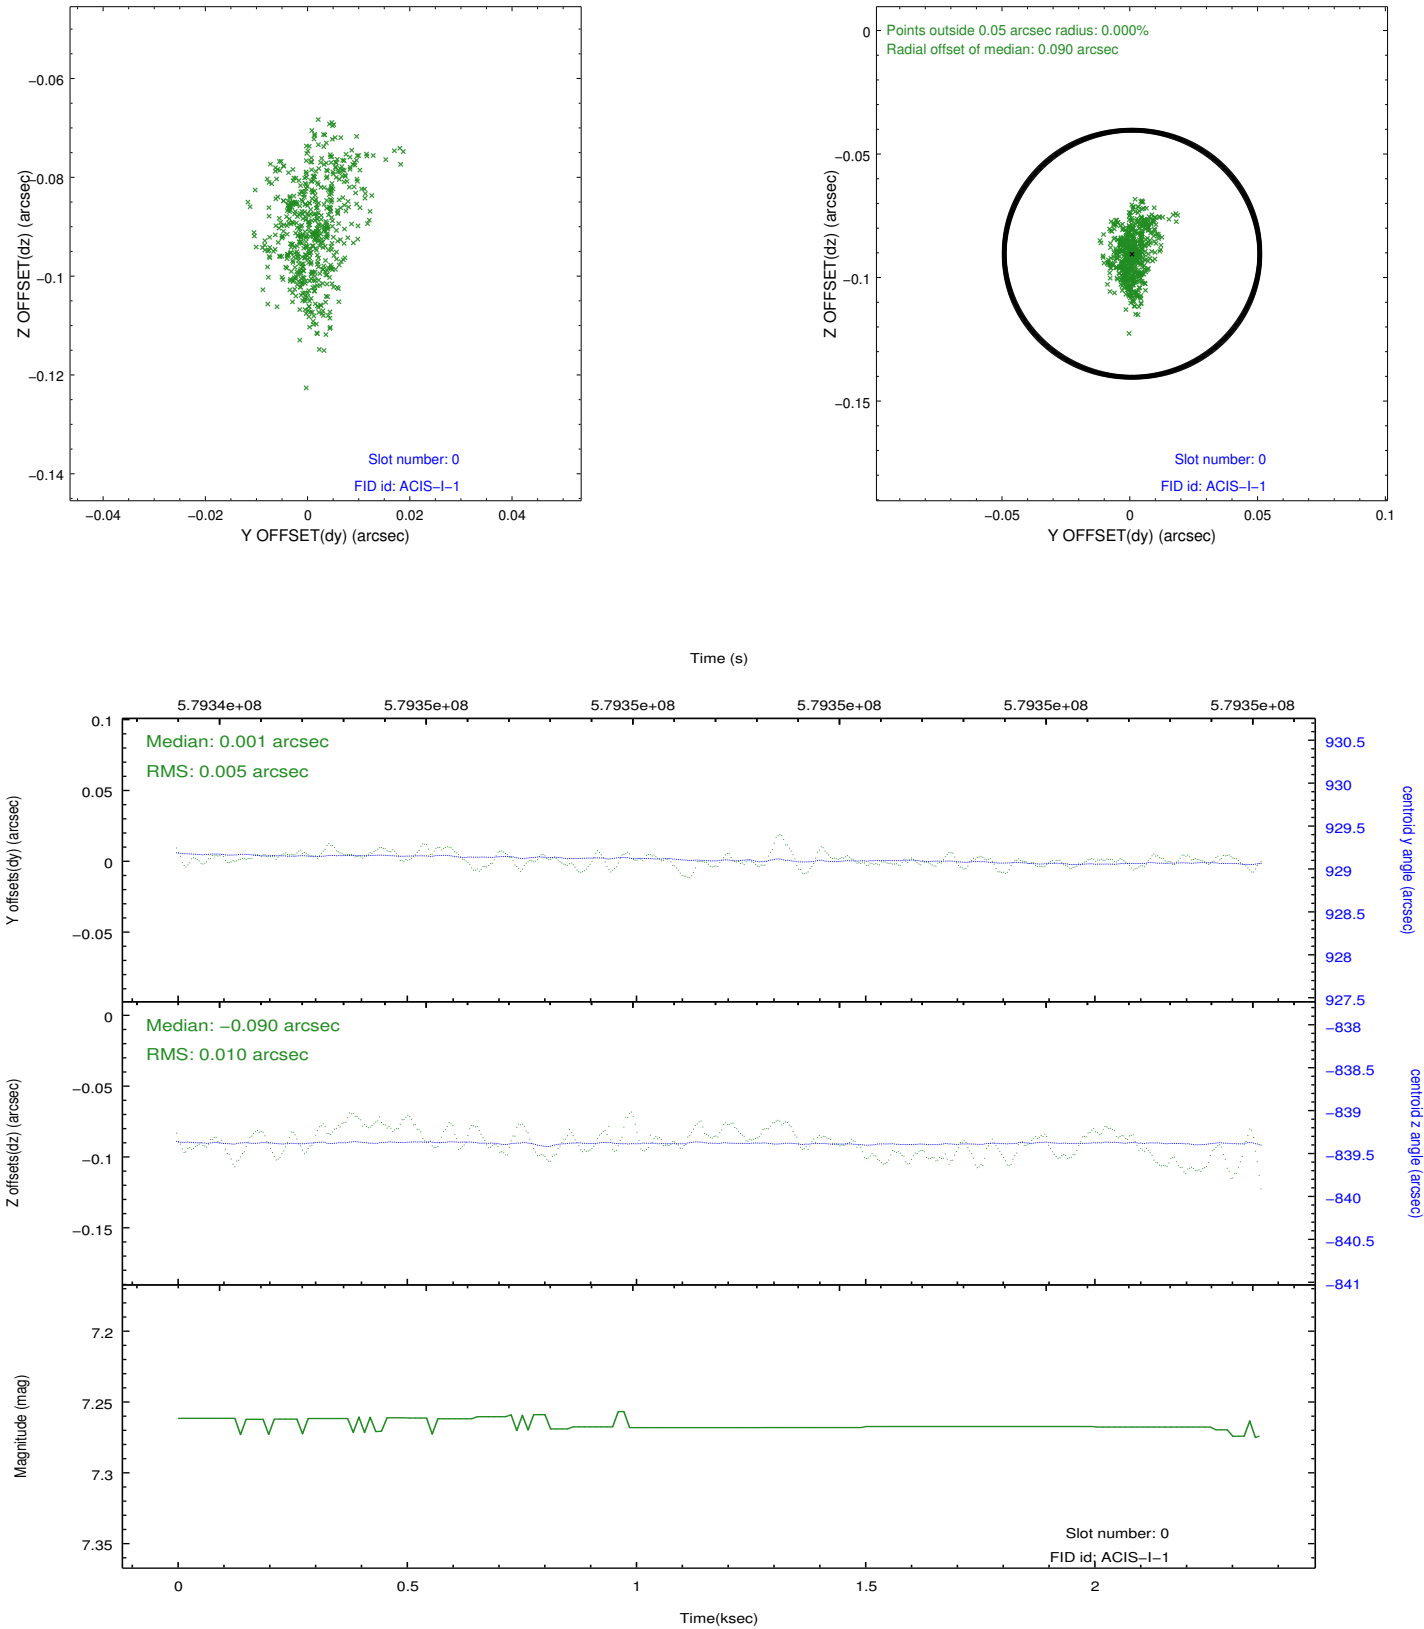 −0.06
−0.08
−0.1
−0.12
−0.14
Z OFFSET(dz) (arcsec)
Slot number: 0
FID id: ACIS−I−1
−0.04
−0.02
0
0.02
0.04
Y OFFSET(dy) (arcsec)
Points outside 0.05 arcsec radius: 0.000%
Radial offset of median: 0.090 arcsec
0
−0.05
−0.1
−0.15
Z OFFSET(dz) (arcsec)
Slot number: 0
FID id: ACIS−I−1
−0.05
0
0.05
0.1
Y OFFSET(dy) (arcsec)
Time (s)
5.7934e+08
5.7935e+08
5.7935e+08
5.7935e+08
5.7935e+08
5.7935e+08
Median: 0.001 arcsec
RMS: 0.005 arcsec
0.1
0.05
0
−0.05
Y offsets(dy) (arcsec)
930.5
930
929.5
929
928.5
928
927.5
centroid y angle (arcsec)
Median: −0.090 arcsec
RMS: 0.010 arcsec
0
−0.05
−0.1
−0.15
Z offsets(dz) (arcsec)
−838
−838.5
−839
−839.5
−840
−840.5
−841
centroid z angle (arcsec)
7.2
7.25
7.3
7.35
Magnitude (mag)
Slot number: 0
FID id: ACIS−I−1
0
0.5
1
1.5
2
Time(ksec)